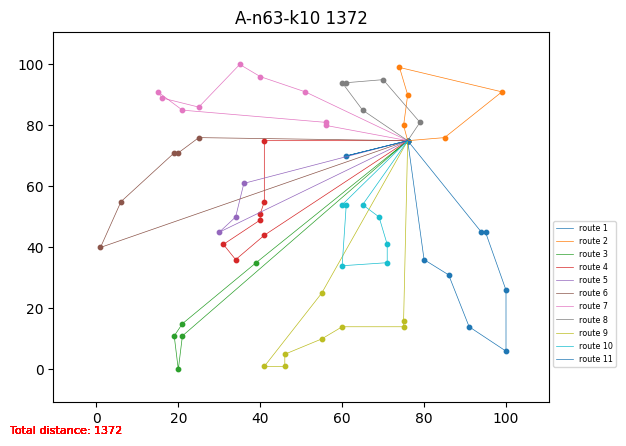 A-n63-k10 1372
100
80
60
40
20
0
0 20 40 60 80 100
route 1
route 2
route 3
route 4
route 5
route 6
route 7
route 8
route 9
route 10
route 11
Total distance: 1372